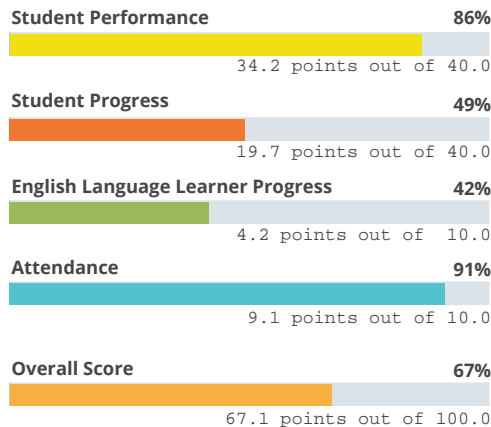 Student Performance 86%
34.2 points out of 40.0
Student Progress 49%
19.7 points out of 40.0
English Language Learner Progress 42%
4.2 points out of 10.0
Attendance 91%
9.1 points out of 10.0
Overall Score 67%
67.1 points out of 100.0